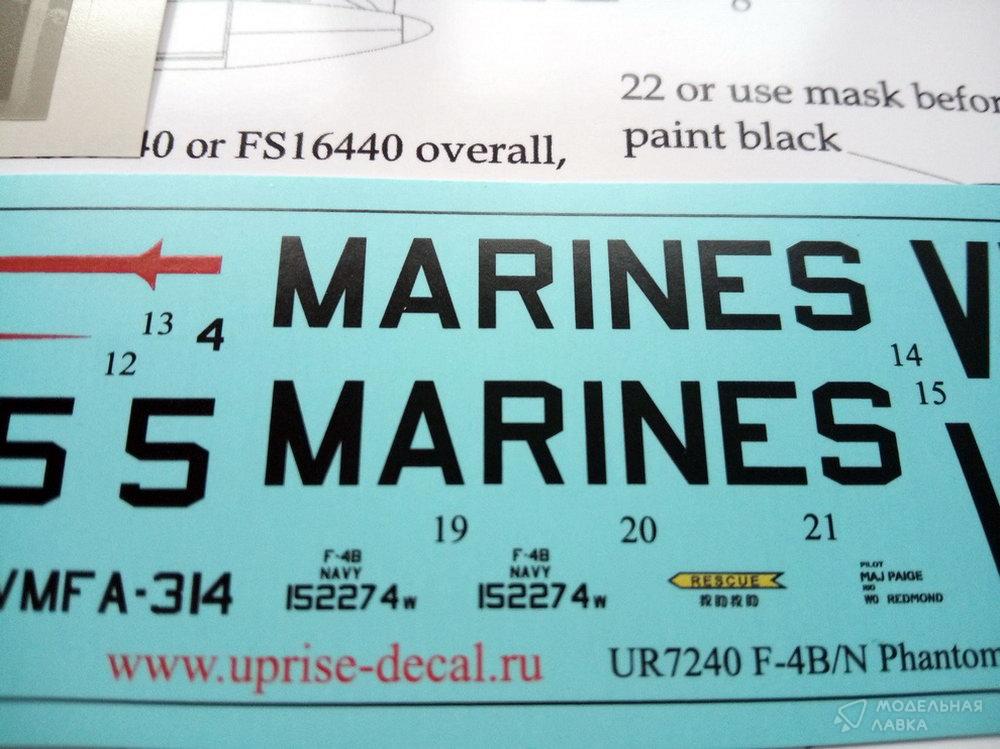 8
22 or use mask befor
40 or FS16440 overall,
paint black
MARINES
V
13
4
12
14
MARINES
15
5 5
19
20
21
VMFA-314
F-4B
NAVY
152274W
F-4B
NAVY
152274W
RESCUE
PILOT
MAJ PAIGE
RIO
WO REDMOND
www.uprise-decal.ru
UR7240 F-4B/N Phantom
МОДЕЛЬНАЯ
ЛАВКА